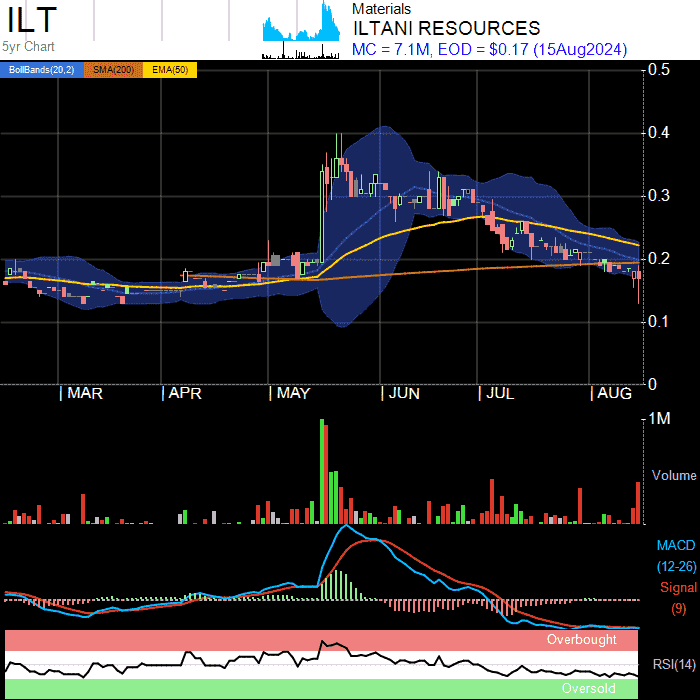 ILT
5yr Chart
Materials
ILTANI RESOURCES
MC = 7.1M, EOD = $0.17 (15Aug2024)
BollBands(20,2) SMA(200) EMA(50)
0.5
0.4
0.3
0.2
0.1
0
| MAR | APR | MAY | JUN | JUL | AUG
1M
Volume
MACD
(12-26)
Signal
(9)
Overbought
RSI(14)
Oversold